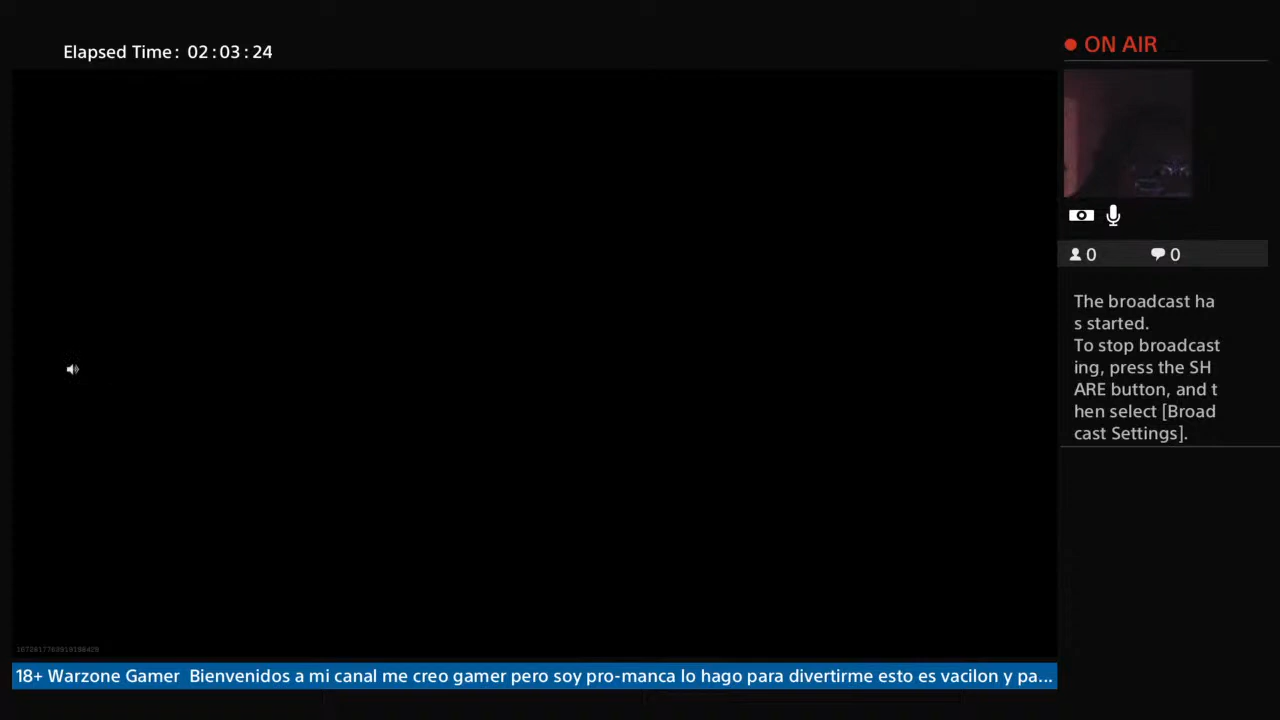 Elapsed Time: 02:03:24
ON AIR
0 0
The broadcast ha
s started.
To stop broadcast
ing, press the SH
ARE button, and t
hen select [Broad
cast Settings].
18+ Warzone Gamer Bienvenidos a mi canal me creo gamer pero soy pro-manca lo hago para divertirme esto es vacilon y pa...